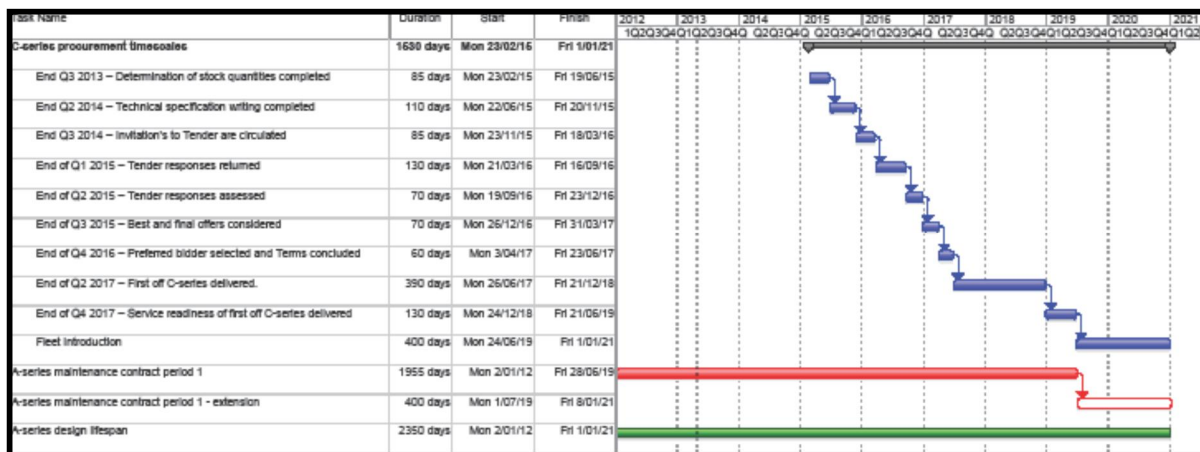 Task Name Duration Start Finish 2012 2013 2014 2015 2016 2017 2018 2019 2020 2021
1Q2Q3Q4Q1Q2Q3Q4Q1 Q2Q3Q4Q1Q2Q3Q4Q1 Q2Q3Q4Q1 Q2Q3Q4Q1Q2Q3Q4Q1 Q2Q3Q4Q1Q2Q3Q4Q1 Q2Q3Q4Q1Q2
C-series procurement timescales 1530 days Mon 23/02/15 Fri 1/01/21
End Q3 2013 – Determination of stock quantities completed 85 days Mon 23/02/15 Fri 19/06/15
End Q2 2014 – Technical specification writing completed 110 days Mon 22/06/15 Fri 20/11/15
End Q3 2014 – Invitation's to Tender are circulated 85 days Mon 23/11/15 Fri 18/03/16
End of Q1 2015 – Tender responses returned 130 days Mon 21/03/16 Fri 16/09/16
End of Q2 2015 – Tender responses assessed 70 days Mon 19/09/16 Fri 23/12/16
End of Q3 2015 – Best and final offers considered 70 days Mon 26/12/16 Fri 31/03/17
End of Q4 2016 – Preferred bidder selected and Terms concluded 60 days Mon 3/04/17 Fri 23/06/17
End of Q2 2017 – First off C-series delivered. 390 days Mon 26/06/17 Fri 21/12/18
End of Q4 2017 – Service readiness of first off C-series delivered 130 days Mon 24/12/18 Fri 21/06/19
Fleet Introduction 400 days Mon 24/06/19 Fri 1/01/21
A-series maintenance contract period 1 1955 days Mon 2/01/12 Fri 28/06/19
A-series maintenance contract period 1 - extension 400 days Mon 1/07/19 Fri 8/01/21
A-series design lifespan 2350 days Mon 2/01/12 Fri 1/01/21